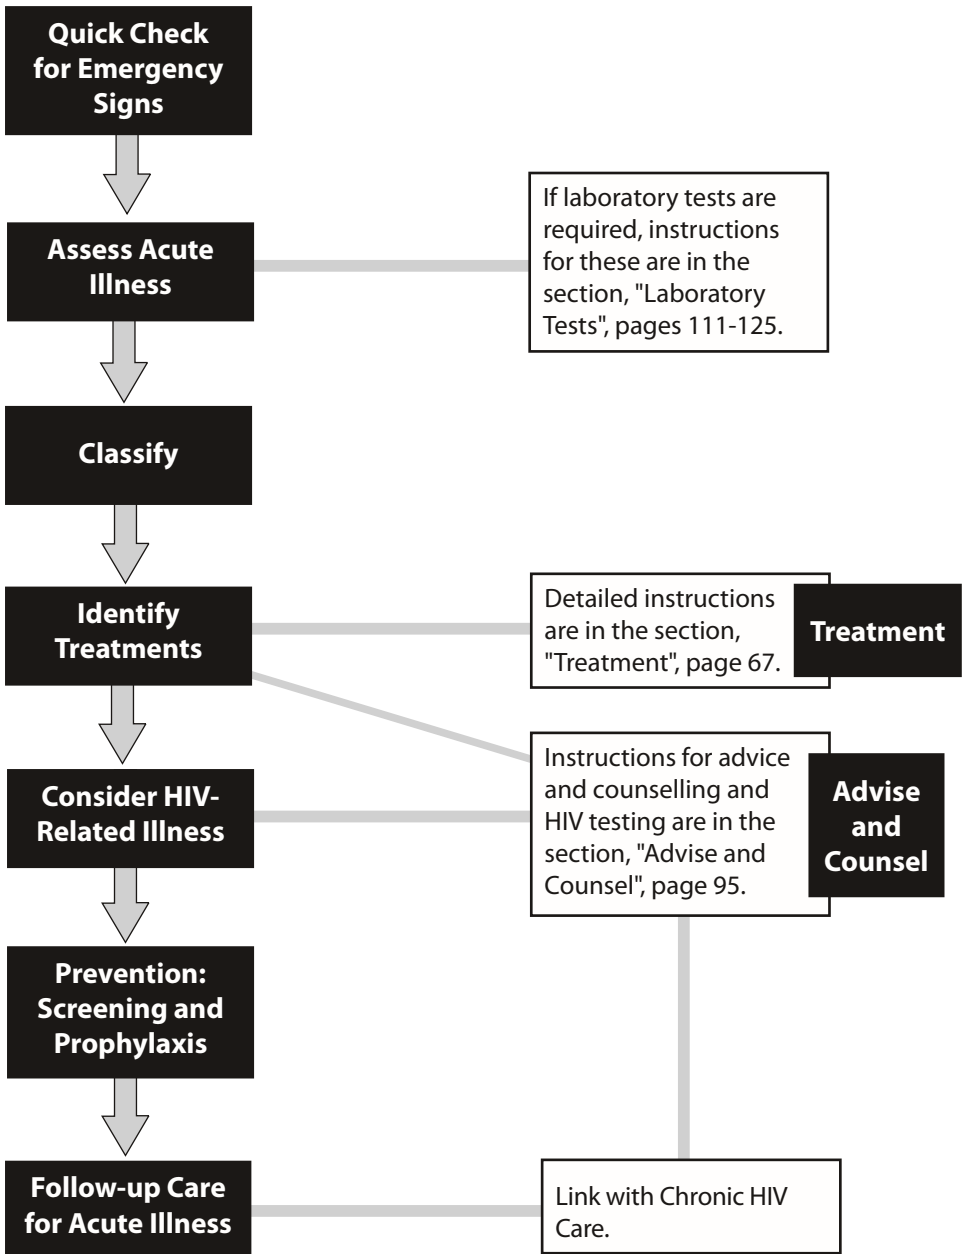 Quick Check
for Emergency
Signs
Assess Acute
Illness
If laboratory tests are
required, instructions
for these are in the
section, "Laboratory
Tests", pages 111-125.
Classify
Identify
Treatments
Detailed instructions
are in the section,
"Treatment", page 67.
Treatment
Consider HIV-
Related Illness
Instructions for advice
and counselling and
HIV testing are in the
section, "Advise and
Counsel", page 95.
Advise
and
Counsel
Prevention:
Screening and
Prophylaxis
Follow-up Care
for Acute Illness
Link with Chronic HIV
Care.